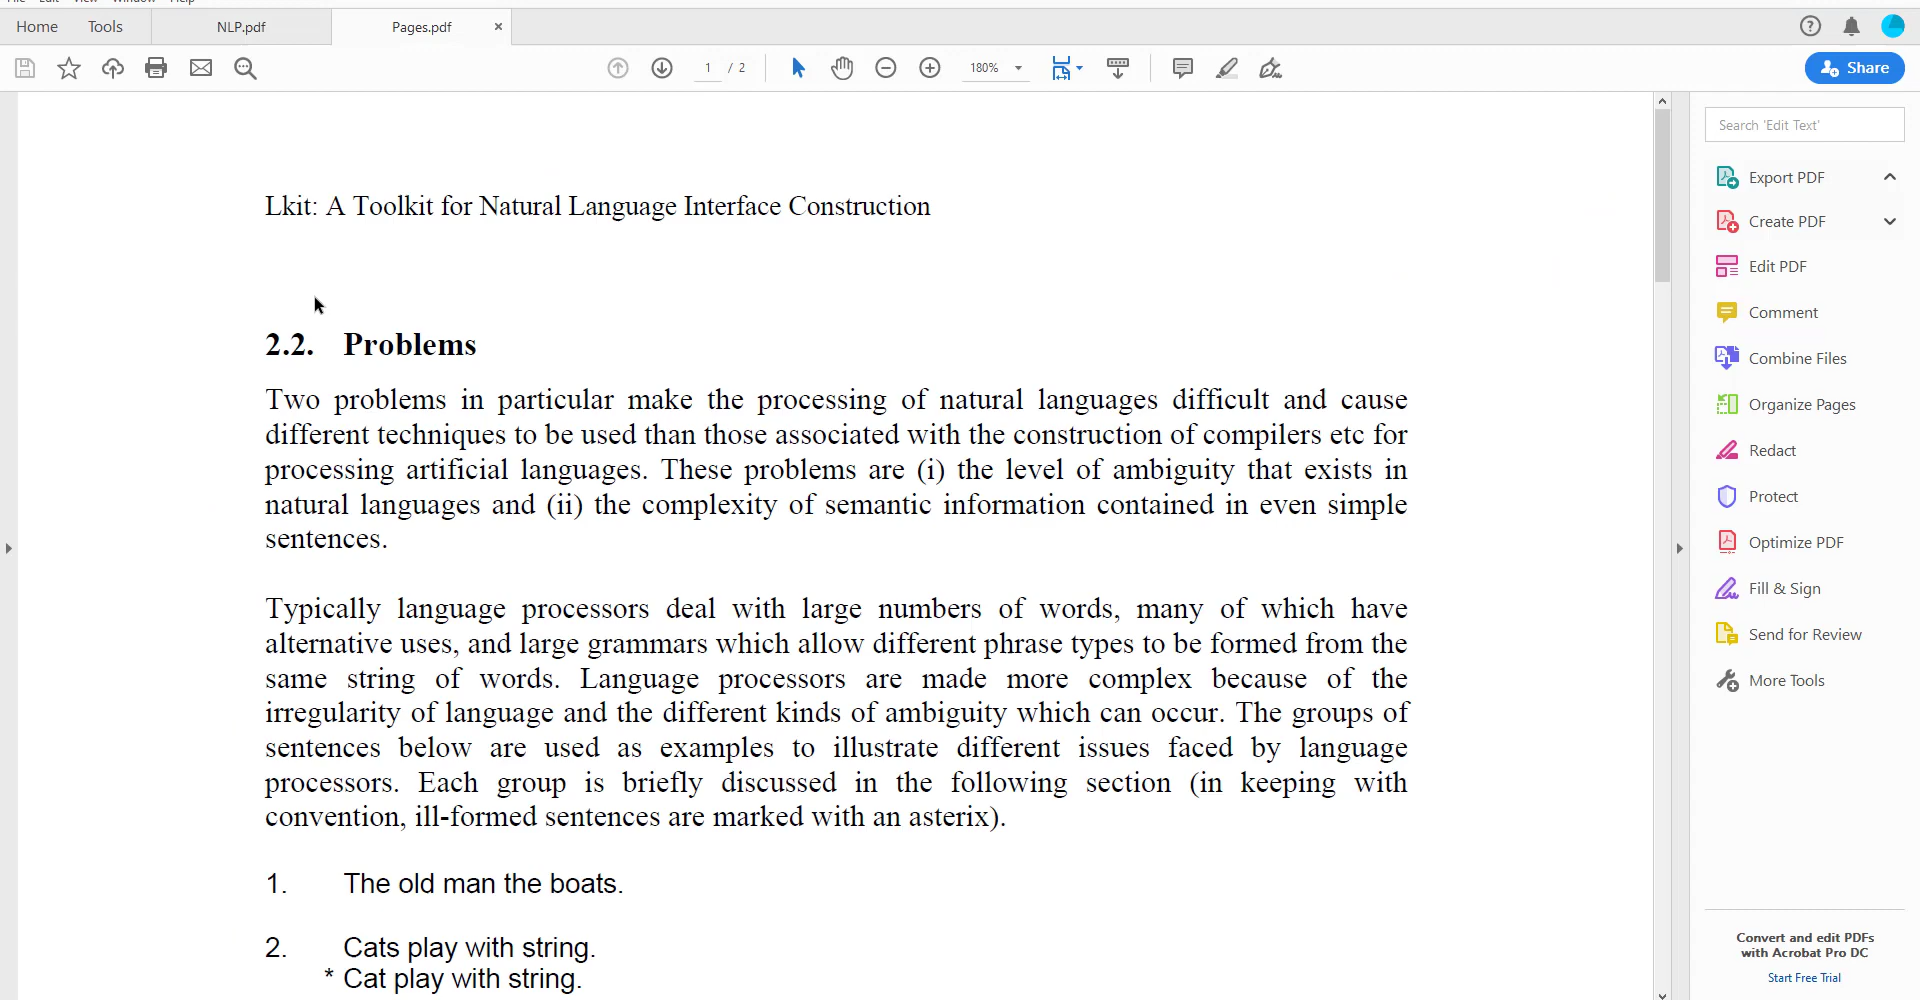 File Edit View Window Help
Home Tools NLP.pdf Pages.pdf ×
1 / 2 180% Share
Search 'Edit Text'
Export PDF
Create PDF
Edit PDF
Comment
Combine Files
Organize Pages
Redact
Protect
Optimize PDF
Fill & Sign
Send for Review
More Tools
Convert and edit PDFs
with Acrobat Pro DC
Start Free Trial
Lkit: A Toolkit for Natural Language Interface Construction
2.2. Problems
Two problems in particular make the processing of natural languages difficult and cause
different techniques to be used than those associated with the construction of compilers etc for
processing artificial languages. These problems are (i) the level of ambiguity that exists in
natural languages and (ii) the complexity of semantic information contained in even simple
sentences.
Typically language processors deal with large numbers of words, many of which have
alternative uses, and large grammars which allow different phrase types to be formed from the
same string of words. Language processors are made more complex because of the
irregularity of language and the different kinds of ambiguity which can occur. The groups of
sentences below are used as examples to illustrate different issues faced by language
processors. Each group is briefly discussed in the following section (in keeping with
convention, ill-formed sentences are marked with an asterix).
1. The old man the boats.
2. Cats play with string.
* Cat play with string.